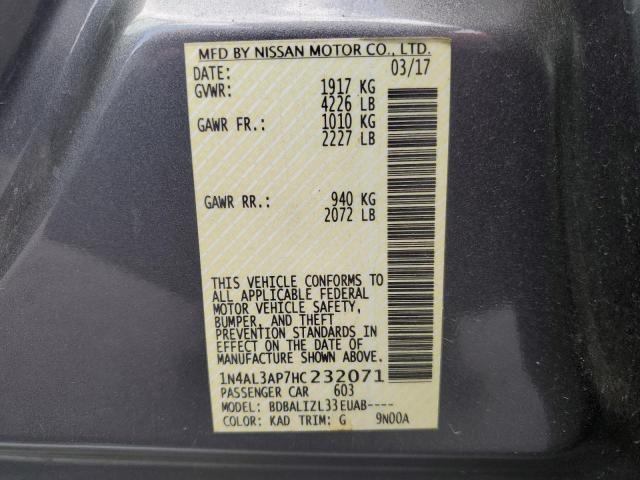 MFD BY NISSAN MOTOR CO., LTD.
DATE: 03/17
GVWR: 1917 KG
4226 LB
GAWR FR.: 1010 KG
2227 LB
GAWR RR.: 940 KG
2072 LB
THIS VEHICLE CONFORMS TO
ALL APPLICABLE FEDERAL
MOTOR VEHICLE SAFETY,
BUMPER, AND THEFT
PREVENTION STANDARDS IN
EFFECT ON THE DATE OF
MANUFACTURE SHOWN ABOVE.
1N4AL3AP7HC232071
PASSENGER CAR 603
MODEL: BDBALIZL33EUAB----
COLOR: KAD TRIM: G 9N00A